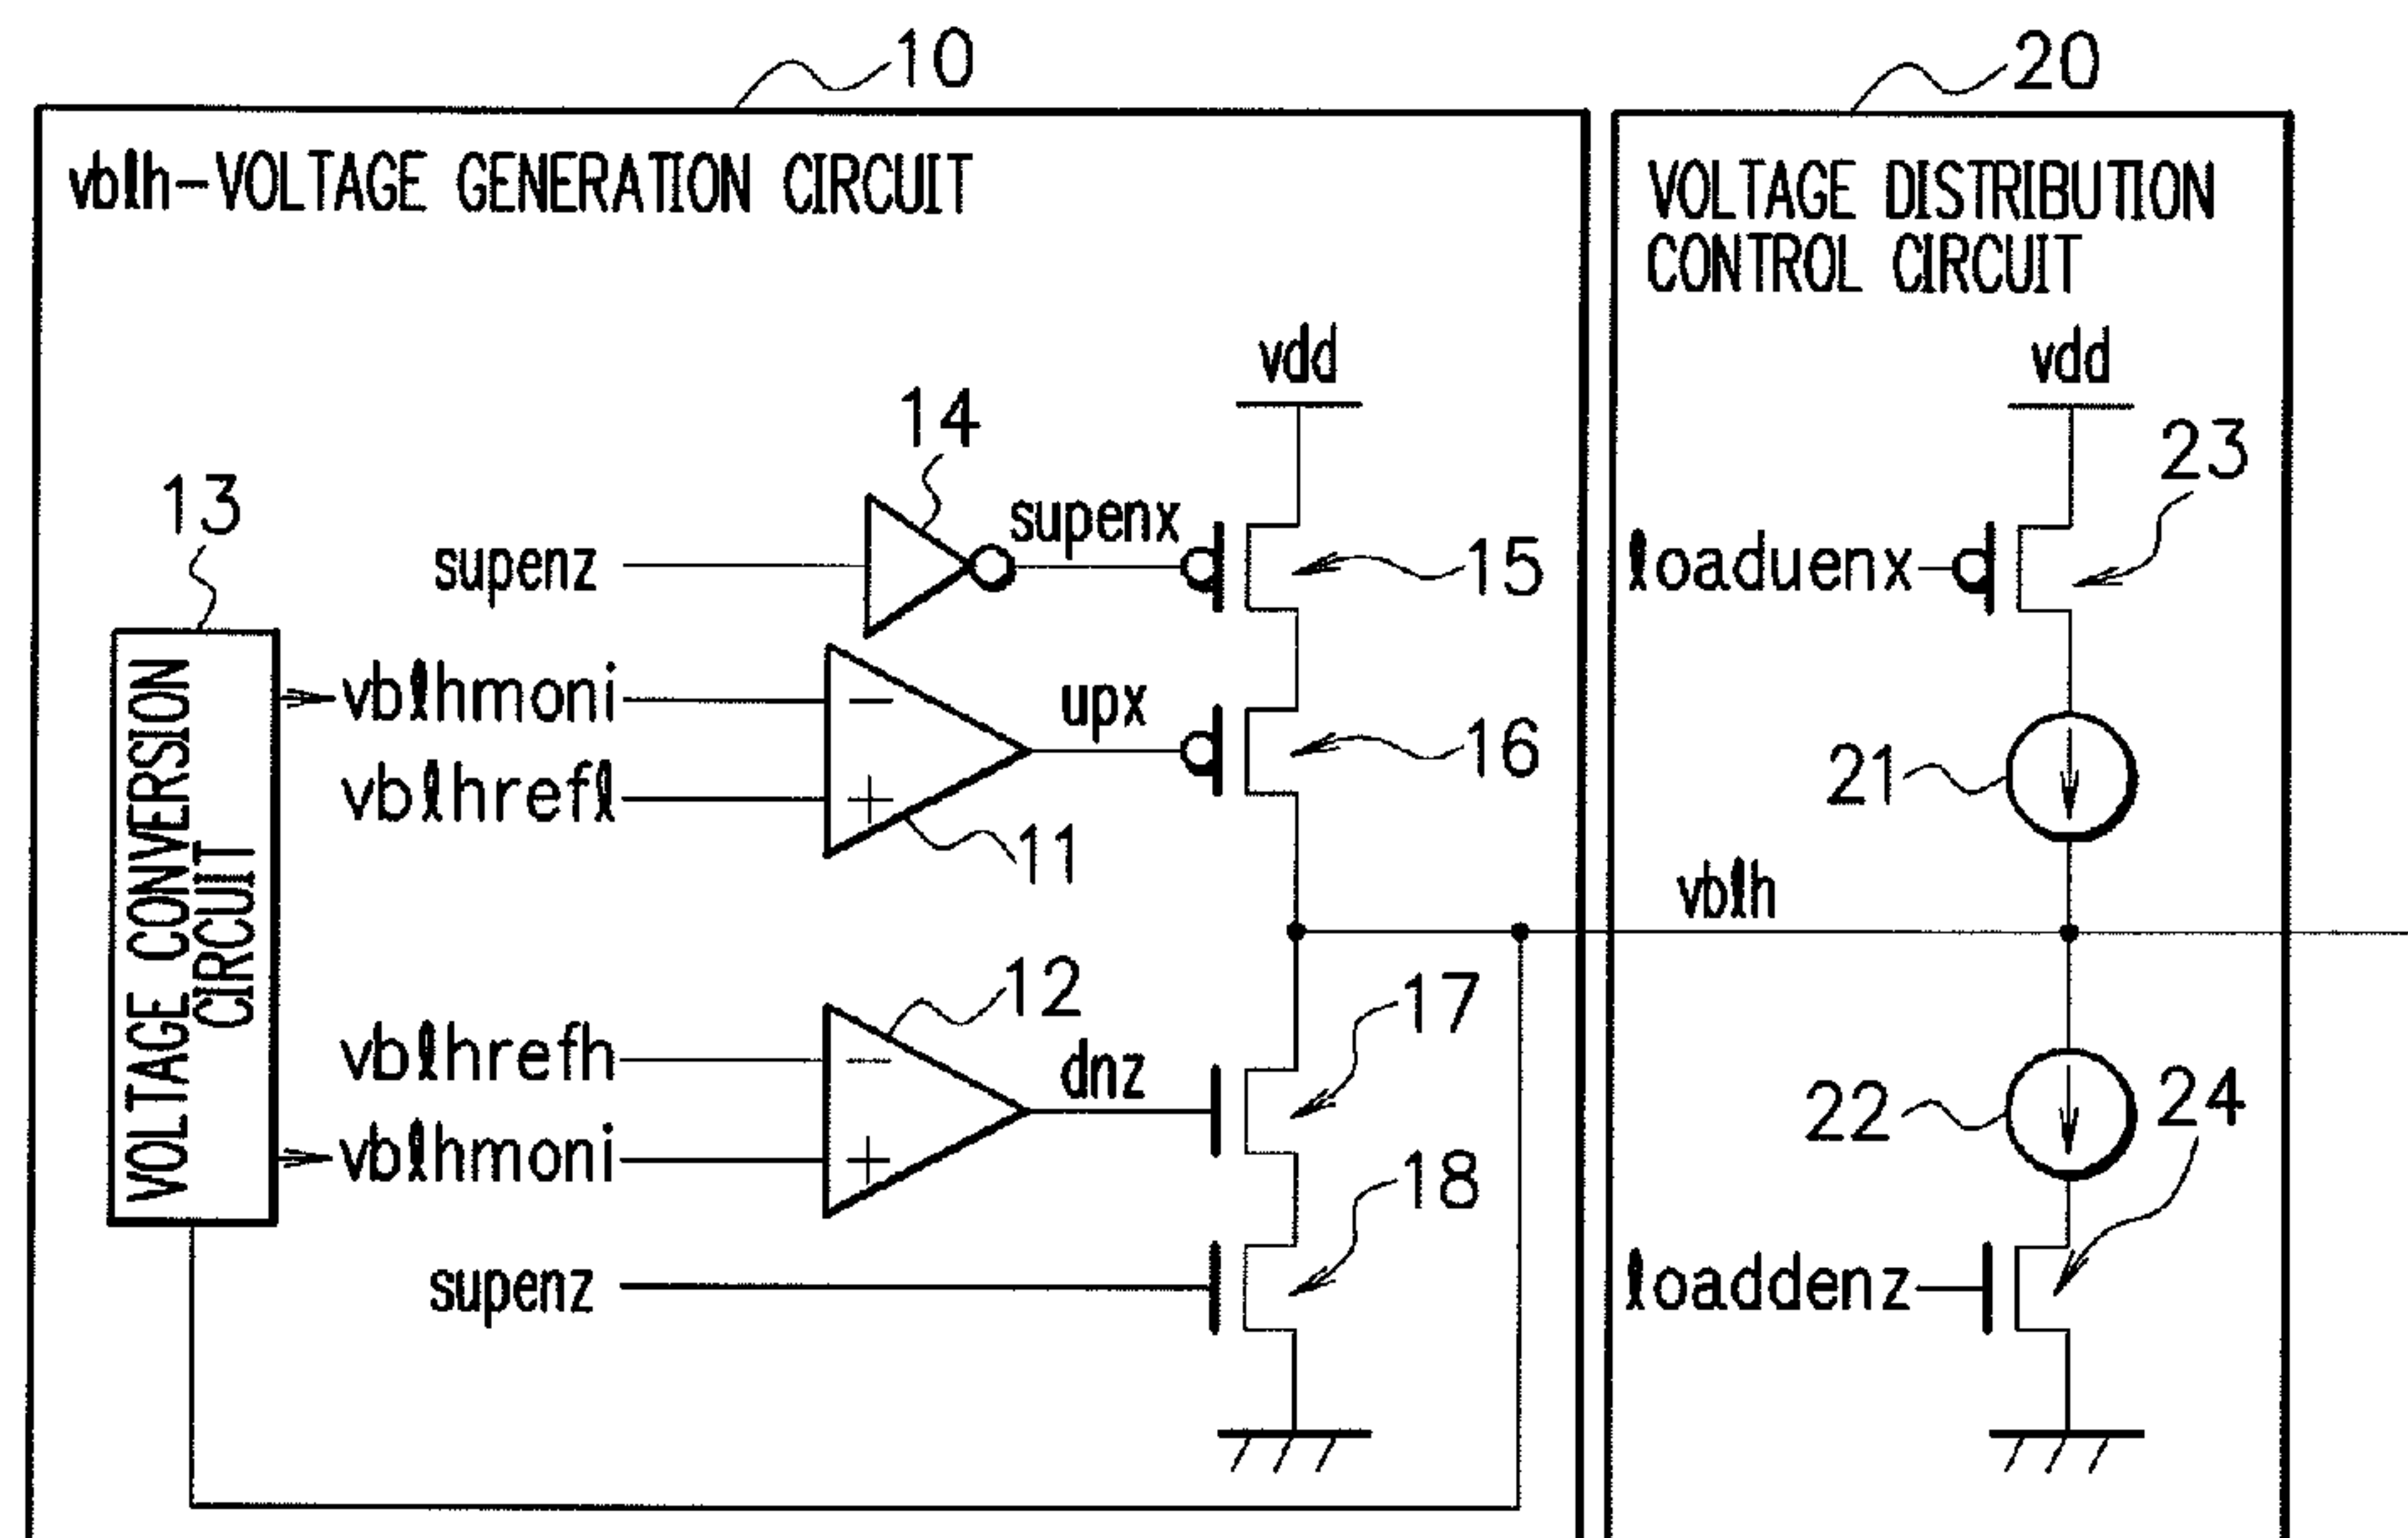 10
20
vblh-VOLTAGE GENERATION CIRCUIT
VOLTAGE DISTRIBUTION
CONTROL CIRCUIT
vdd
vdd
14
23
13
supenz
supenx
15
loaduenx
VOLTAGE CONVERSION
CIRCUIT
vblhmoni
−
upx
16
21
vblhrefl
+
11
vblh
12
17
vblhrefh
−
dnz
22
24
vblhmoni
+
18
supenz
loaddenz